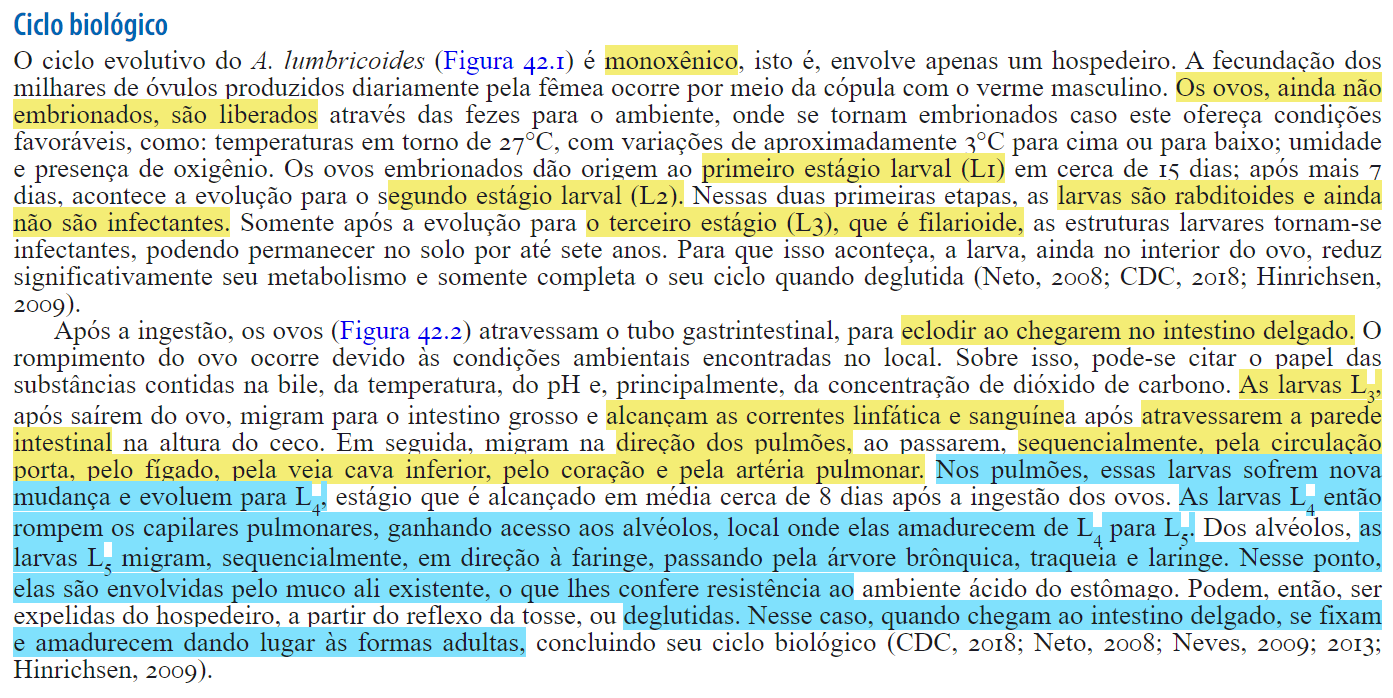 Ciclo biológico
O ciclo evolutivo do A. lumbricoides (Figura 42.1) é monoxênico, isto é, envolve apenas um hospedeiro. A fecundação dos
milhares de óvulos produzidos diariamente pela fêmea ocorre por meio da cópula com o verme masculino. Os ovos, ainda não
embrionados, são liberados através das fezes para o ambiente, onde se tornam embrionados caso este ofereça condições
favoráveis, como: temperaturas em torno de 27°C, com variações de aproximadamente 3°C para cima ou para baixo; umidade
e presença de oxigênio. Os ovos embrionados dão origem ao primeiro estágio larval (L1) em cerca de 15 dias; após mais 7
dias, acontece a evolução para o segundo estágio larval (L2). Nessas duas primeiras etapas, as larvas são rabditoides e ainda
não são infectantes. Somente após a evolução para o terceiro estágio (L3), que é filarioide, as estruturas larvares tornam-se
infectantes, podendo permanecer no solo por até sete anos. Para que isso aconteça, a larva, ainda no interior do ovo, reduz
significativamente seu metabolismo e somente completa o seu ciclo quando deglutida (Neto, 2008; CDC, 2018; Hinrichsen,
2009).
Após a ingestão, os ovos (Figura 42.2) atravessam o tubo gastrintestinal, para eclodir ao chegarem no intestino delgado. O
rompimento do ovo ocorre devido às condições ambientais encontradas no local. Sobre isso, pode-se citar o papel das
substâncias contidas na bile, da temperatura, do pH e, principalmente, da concentração de dióxido de carbono. As larvas L3,
após saírem do ovo, migram para o intestino grosso e alcançam as correntes linfática e sanguínea após atravessarem a parede
intestinal na altura do ceco. Em seguida, migram na direção dos pulmões, ao passarem, sequencialmente, pela circulação
porta, pelo fígado, pela veia cava inferior, pelo coração e pela artéria pulmonar. Nos pulmões, essas larvas sofrem nova
mudança e evoluem para L4, estágio que é alcançado em média cerca de 8 dias após a ingestão dos ovos. As larvas L4 então
rompem os capilares pulmonares, ganhando acesso aos alvéolos, local onde elas amadurecem de L4 para L5. Dos alvéolos, as
larvas L5 migram, sequencialmente, em direção à faringe, passando pela árvore brônquica, traqueia e laringe. Nesse ponto,
elas são envolvidas pelo muco ali existente, o que lhes confere resistência ao ambiente ácido do estômago. Podem, então, ser
expelidas do hospedeiro, a partir do reflexo da tosse, ou deglutidas. Nesse caso, quando chegam ao intestino delgado, se fixam
e amadurecem dando lugar às formas adultas, concluindo seu ciclo biológico (CDC, 2018; Neto, 2008; Neves, 2009; 2013;
Hinrichsen, 2009).